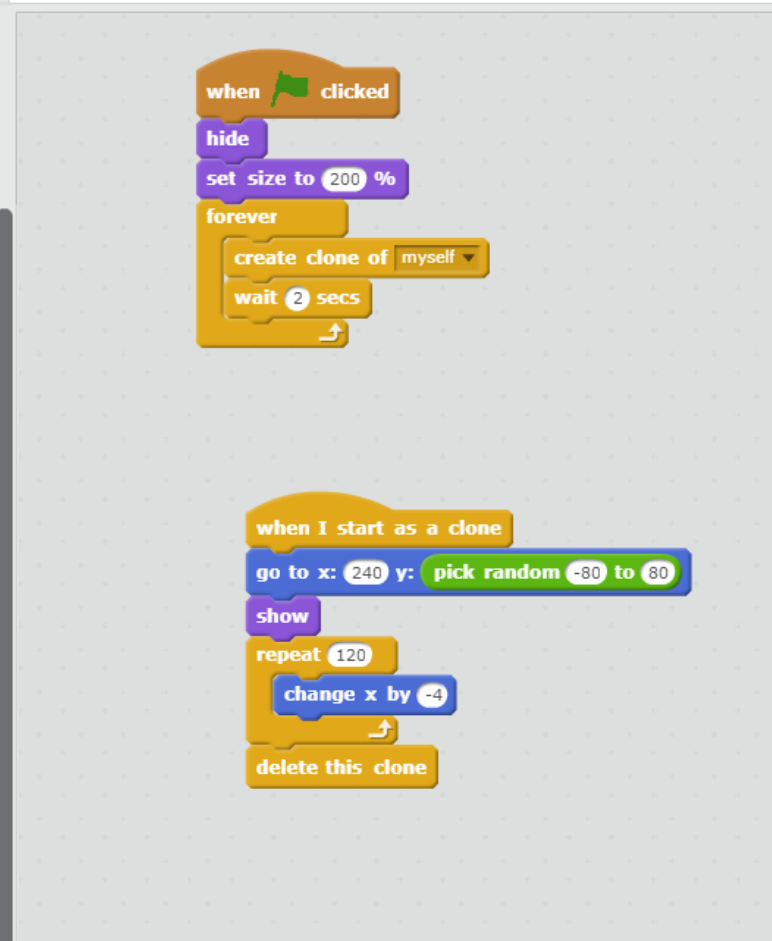 when clicked
hide
set size to 200 %
forever
create clone of myself
wait 2 secs
when I start as a clone
go to x: 240 y: pick random -80 to 80
show
repeat 120
change x by -4
delete this clone